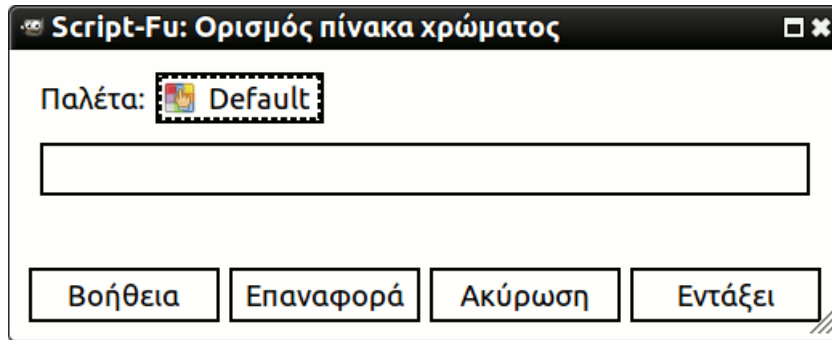 Script-Fu: Ορισμός πίνακα χρώματος
Παλέτα: Default
Βοήθεια Επαναφορά Ακύρωση Εντάξει